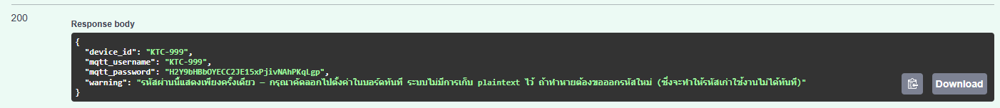 200
Response body
{
"device_id": "KTC-999",
"mqtt_username": "KTC-999",
"mqtt_password": "H2Y9bHBbOYECC2JE15xPjivNAhPKqLgp",
"warning": "รหัสผ่านนี้แสดงเพียงครั้งเดียว — กรุณาคัดลอกไปตั้งค่าในบอร์ดทันที ระบบไม่มีการเก็บ plaintext ไว้ ถ้าทำหายต้องขอออกรหัสใหม่ (ซึ่งจะทำให้รหัสเก่าใช้งานไม่ได้ทันที)"
}
Download